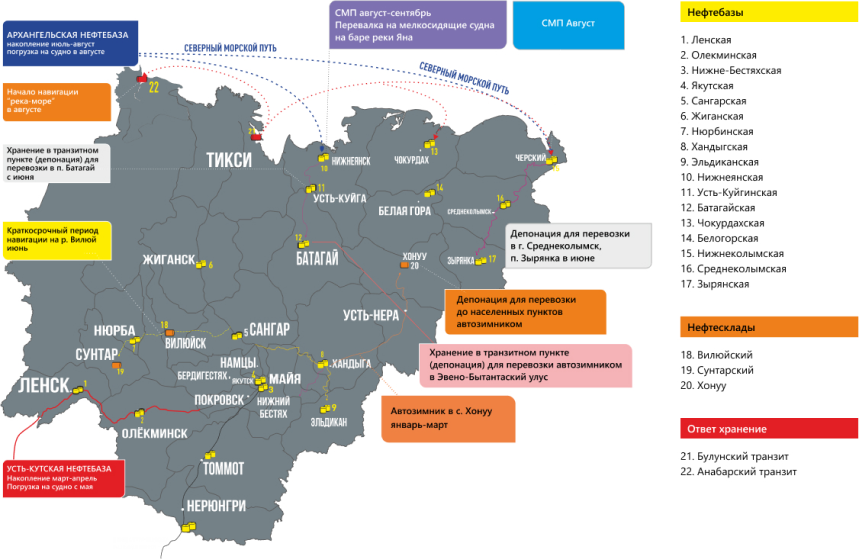 СМП август-сентябрь
Перевалка на мелкосидящие судна
на баре реки Яна
СМП Август
АРХАНГЕЛЬСКАЯ НЕФТЕБАЗА
накопление июль-август
погрузка на судно в августе
СЕВЕРНЫЙ МОРСКОЙ ПУТЬ
СЕВЕРНЫЙ МОРСКОЙ ПУТЬ
Начало навигации
"река-море"
в августе
22
Хранение в транзитном
пункте (депонация) для
перевозки в п. Батагай
с июня
ТИКСИ
21
10
НИЖНЕЯНСК
ЧОКУРДАХ
13
ЧЕРСКИЙ
11
УСТЬ-КУЙГА
БЕЛАЯ ГОРА
14
СРЕДНЕКОЛЫМСК
16
Краткосрочный период
навигации на р. Вилюй
июнь
ЖИГАНСК
6
12
БАТАГАЙ
ХОНУУ
20
ЗЫРЯНКА
17
Депонация для перевозки
в г. Среднеколымск,
п. Зырянка в июне
Депонация для перевозки
до населенных пунктов
автозимником
УСТЬ-НЕРА
НЮРБА
7
18
ВИЛЮЙСК
5
САНГАР
СУНТАР
19
НАМЦЫ
БЕРДИГЕСТЯХ
ЯКУТСК
4
3
МАЙЯ
8
ХАНДЫГА
Хранение в транзитном пункте
(депонация) для перевозки автозимником
в Эвено-Бытантаский улус
ЛЕНСК
1
ПОКРОВСК
НИЖНИЙ
БЕСТЯХ
9
ЭЛЬДИКАН
Автозимник в с. Хонуу
январь-март
2
ОЛЁКМИНСК
УСТЬ-КУТСКАЯ НЕФТЕБАЗА
Накопление март-апрель
Погрузка на судно с мая
ТОММОТ
НЕРЮНГРИ
Нефтебазы
1. Ленская
2. Олекминская
3. Нижне-Бестяхская
4. Якутская
5. Сангарская
6. Жиганская
7. Нюрбинская
8. Хандыгская
9. Эльдиканская
10. Нижнеянская
11. Усть-Куйгинская
12. Батагайская
13. Чокурдахская
14. Белогорская
15. Нижнеколымская
16. Среднеколымская
17. Зырянская
Нефтесклады
18. Вилюйский
19. Сунтарский
20. Хонуу
Ответ хранение
21. Булунский транзит
22. Анабарский транзит